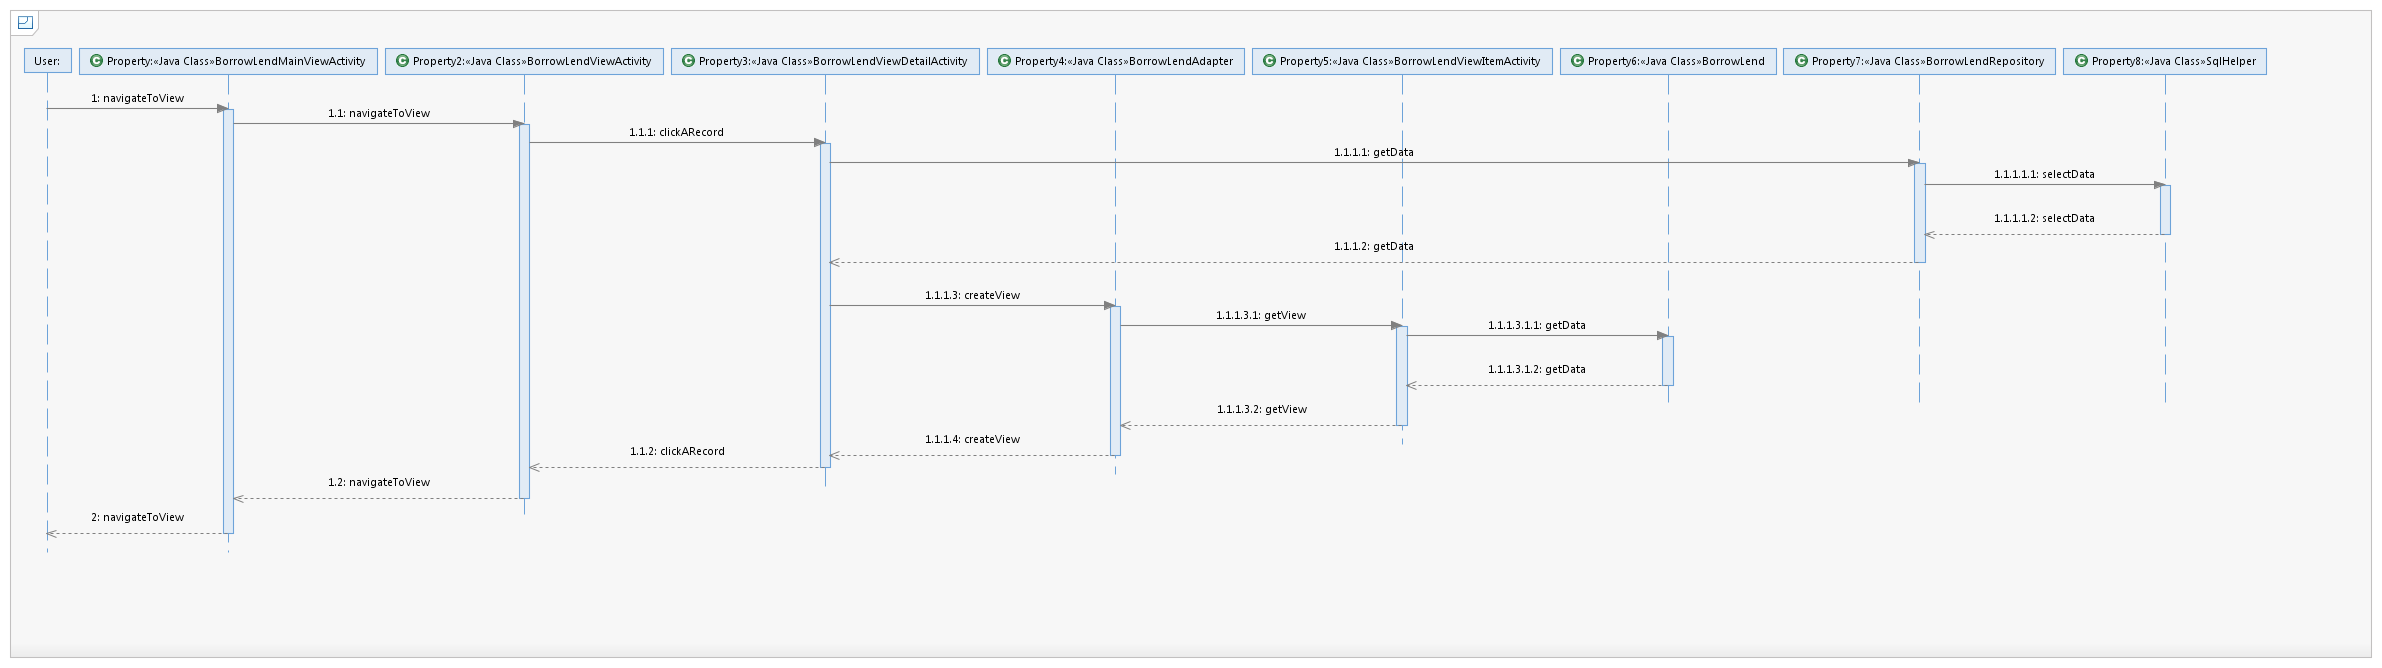 User:
C Property:«Java Class»BorrowLendMainViewActivity
C Property2:«Java Class»BorrowLendViewActivity
C Property3:«Java Class»BorrowLendViewDetailActivity
C Property4:«Java Class»BorrowLendAdapter
C Property5:«Java Class»BorrowLendViewItemActivity
C Property6:«Java Class»BorrowLend
C Property7:«Java Class»BorrowLendRepository
C Property8:«Java Class»SqlHelper
1: navigateToView
1.1: navigateToView
1.1.1: clickARecord
1.1.1.1: getData
1.1.1.1.1: selectData
1.1.1.1.2: selectData
1.1.1.2: getData
1.1.1.3: createView
1.1.1.3.1: getView
1.1.1.3.1.1: getData
1.1.1.3.1.2: getData
1.1.1.3.2: getView
1.1.1.4: createView
1.1.2: clickARecord
1.2: navigateToView
2: navigateToView